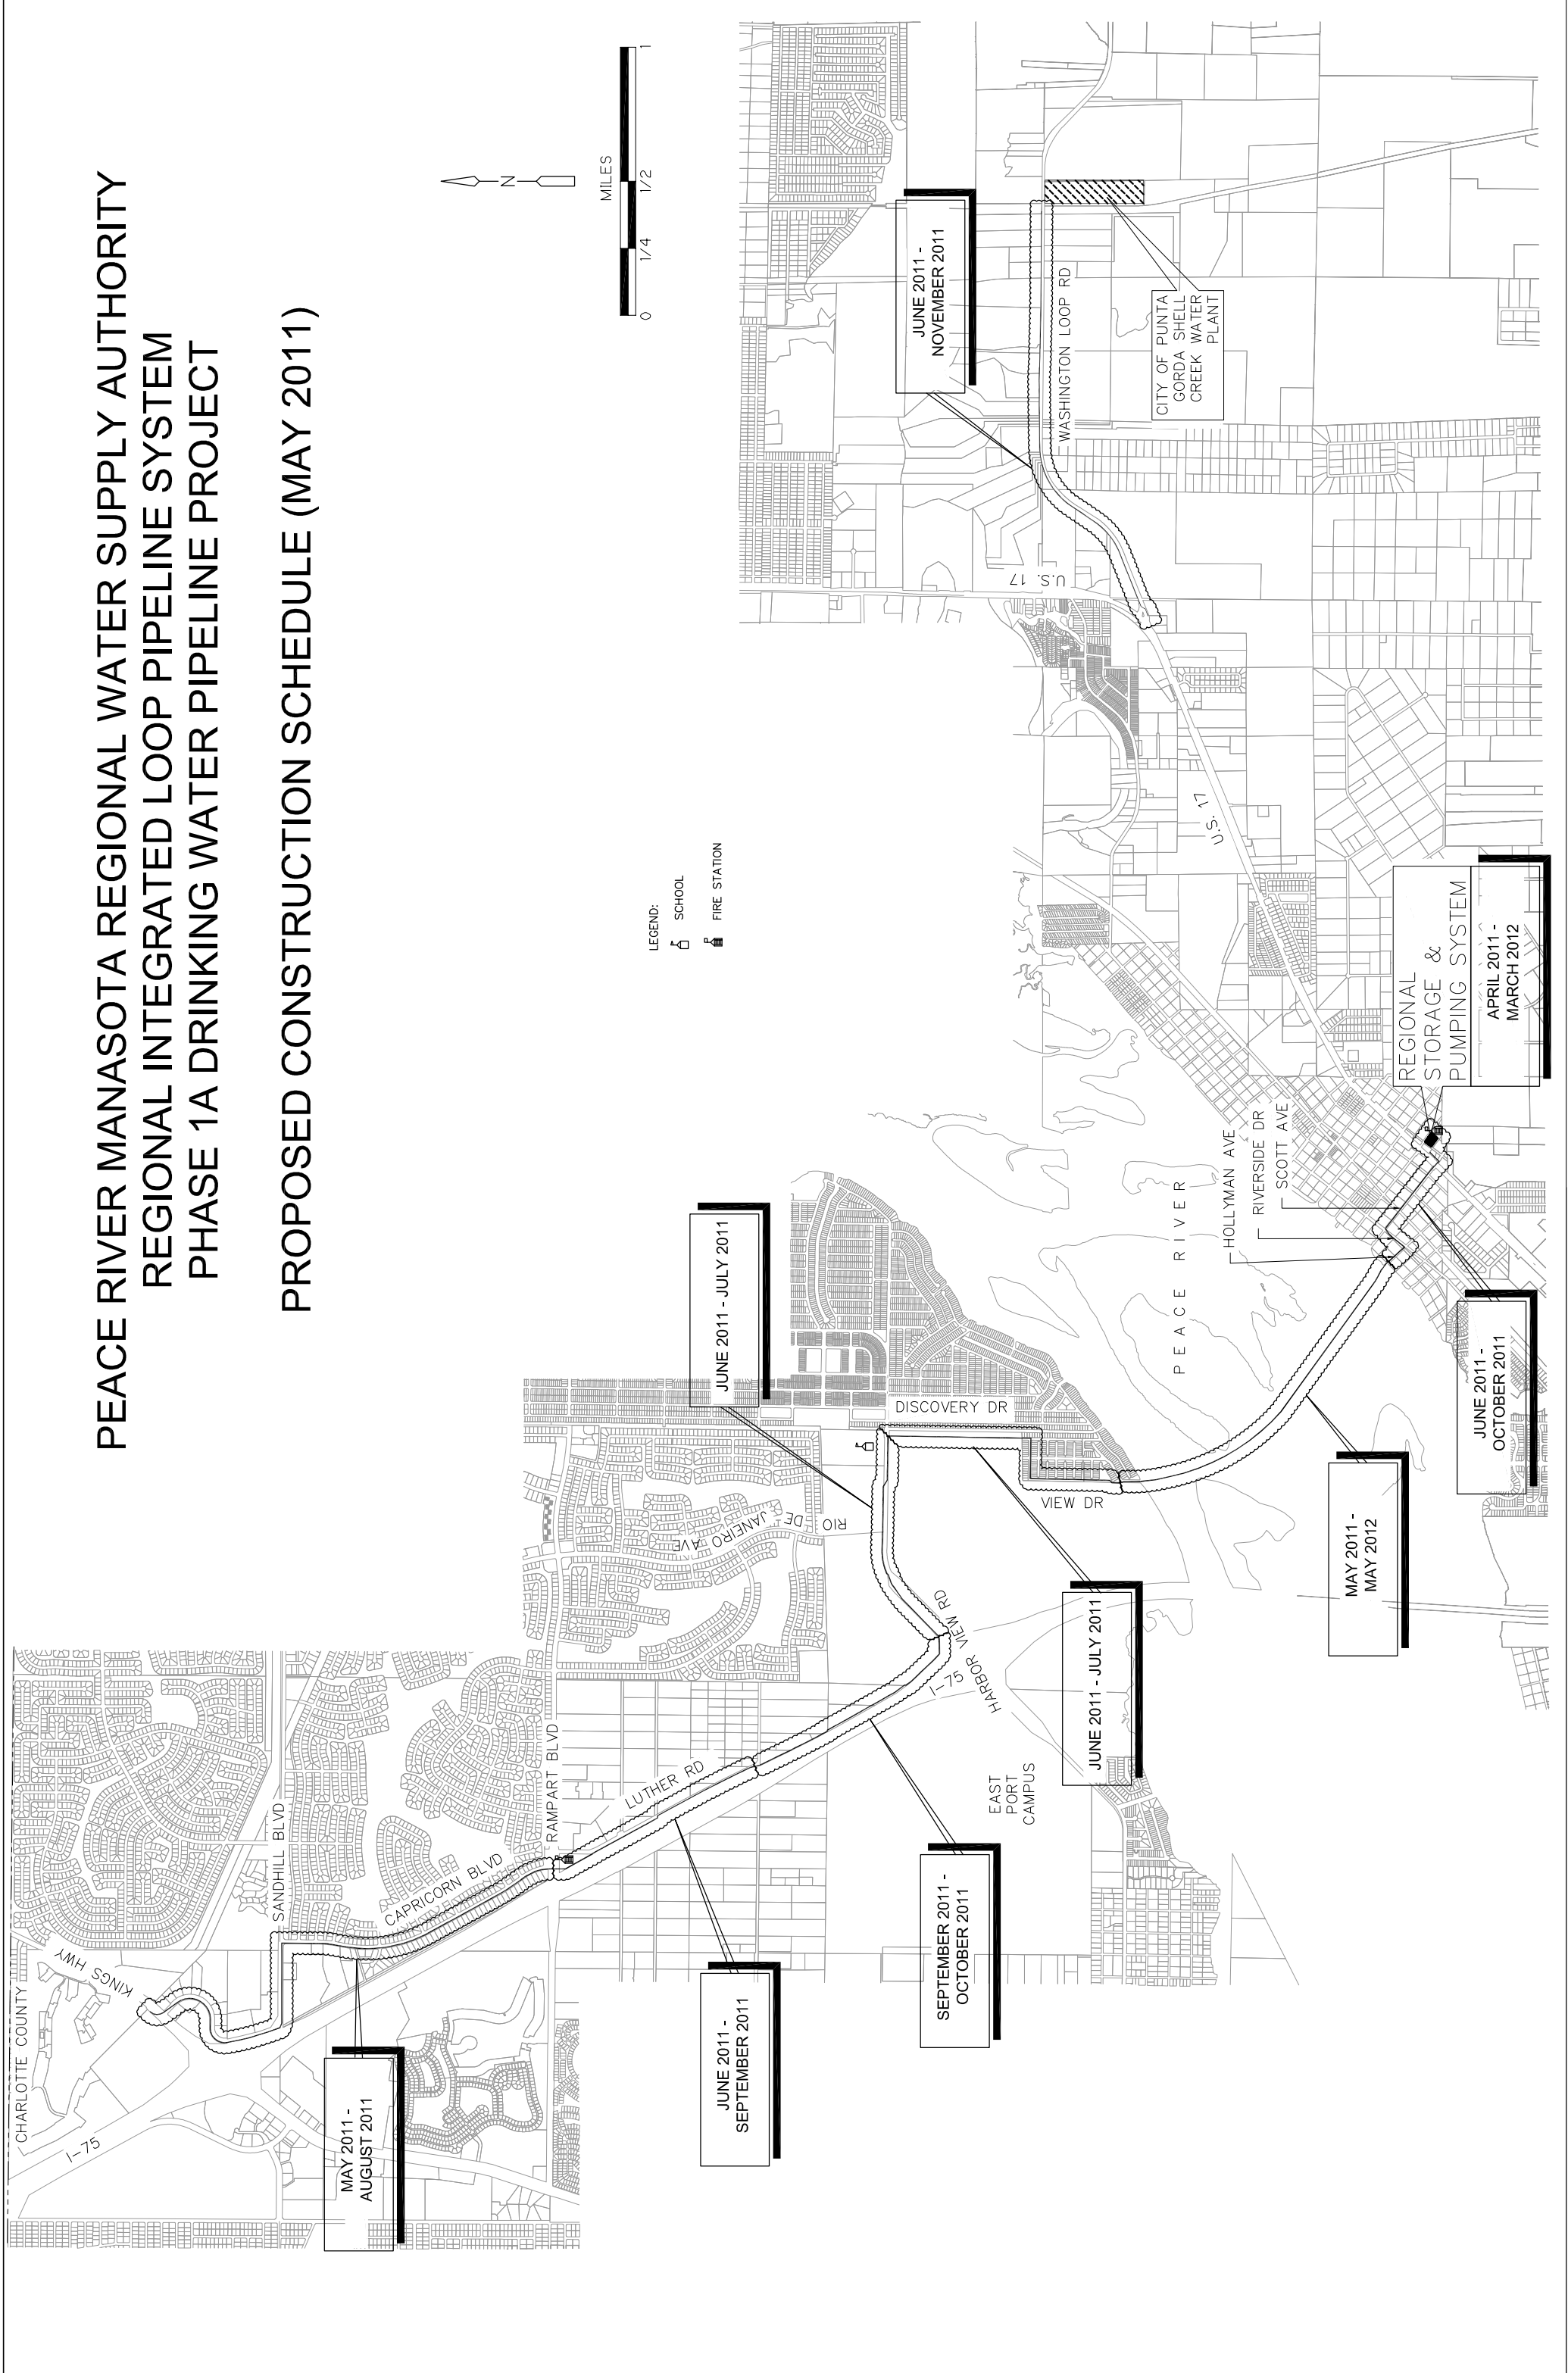 PEACE RIVER MANASOTA REGIONAL WATER SUPPLY AUTHORITY
REGIONAL INTEGRATED LOOP PIPELINE SYSTEM
PHASE 1A DRINKING WATER PIPELINE PROJECT
PROPOSED CONSTRUCTION SCHEDULE (MAY 2011)
N
MILES
0
1/4
1/2
1
LEGEND:
SCHOOL
FIRE STATION
CHARLOTTE COUNTY
I-75
KINGS HWY
SANDHILL BLVD
MAY 2011 -
AUGUST 2011
CAPRICORN BLVD
RAMPART BLVD
LUTHER RD
JUNE 2011 -
SEPTEMBER 2011
SEPTEMBER 2011 -
OCTOBER 2011
EAST
PORT
CAMPUS
I-75
HARBOR VIEW RD
RIO DE JANEIRO AVE
JUNE 2011 - JULY 2011
DISCOVERY DR
VIEW DR
JUNE 2011 - JULY 2011
MAY 2011 -
MAY 2012
PEACE RIVER
HOLLYMAN AVE
RIVERSIDE DR
SCOTT AVE
JUNE 2011 -
OCTOBER 2011
REGIONAL
STORAGE &
PUMPING SYSTEM
APRIL 2011 -
MARCH 2012
U.S. 17
U.S. 17
JUNE 2011 -
NOVEMBER 2011
WASHINGTON LOOP RD
CITY OF PUNTA
GORDA SHELL
CREEK WATER
PLANT